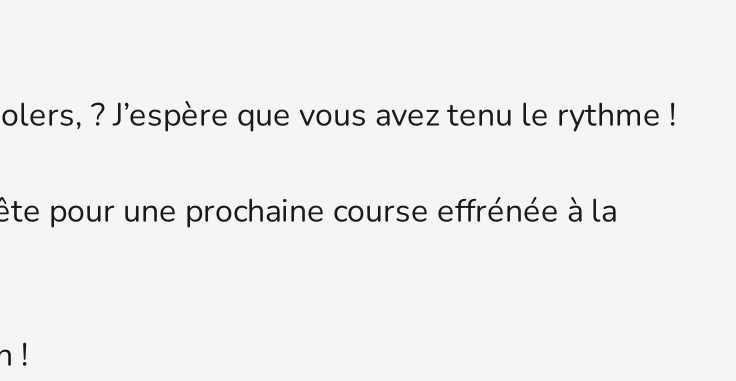 olers, ? J’espère que vous avez tenu le rythme !
ête pour une prochaine course effrénée à la
n !